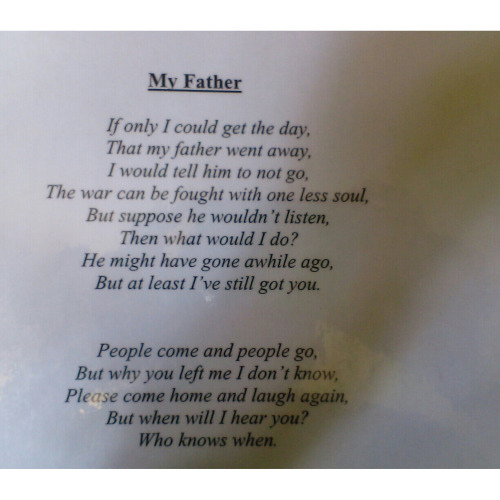 My Father
If only I could get the day,
That my father went away,
I would tell him to not go,
The war can be fought with one less soul,
But suppose he wouldn't listen,
Then what would I do?
He might have gone awhile ago,
But at least I've still got you.
People come and people go,
But why you left me I don't know,
Please come home and laugh again,
But when will I hear you?
Who knows when.